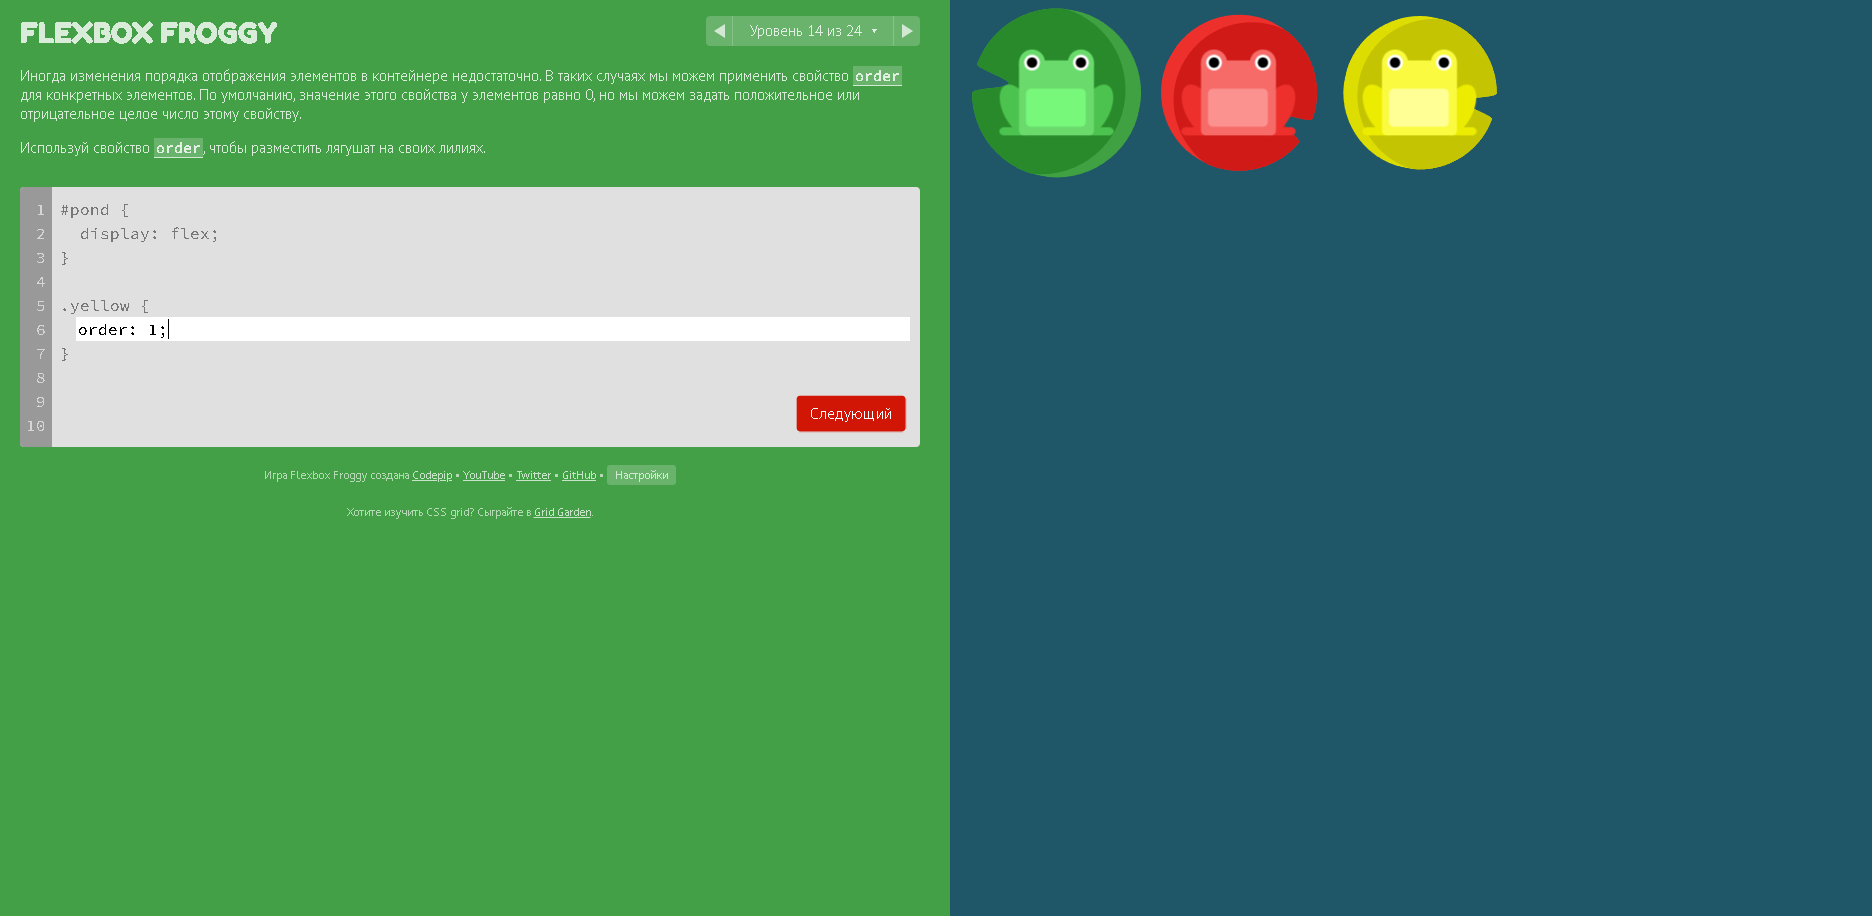 FLEXBOX FROGGY
Уровень 14 из 24 ▾
Иногда изменения порядка отображения элементов в контейнере недостаточно. В таких случаях мы можем применить свойство order
для конкретных элементов. По умолчанию, значение этого свойства у элементов равно 0, но мы можем задать положительное или
отрицательное целое число этому свойству.
Используй свойство order, чтобы разместить лягушат на своих лилиях.
1 #pond {
2 display: flex;
3 }
4
5 .yellow {
6 order: 1;
7 }
8
9
10
Следующий
Игра Flexbox Froggy создана Codepip • YouTube • Twitter • GitHub • Настройки
Хотите изучить CSS grid? Сыграйте в Grid Garden.